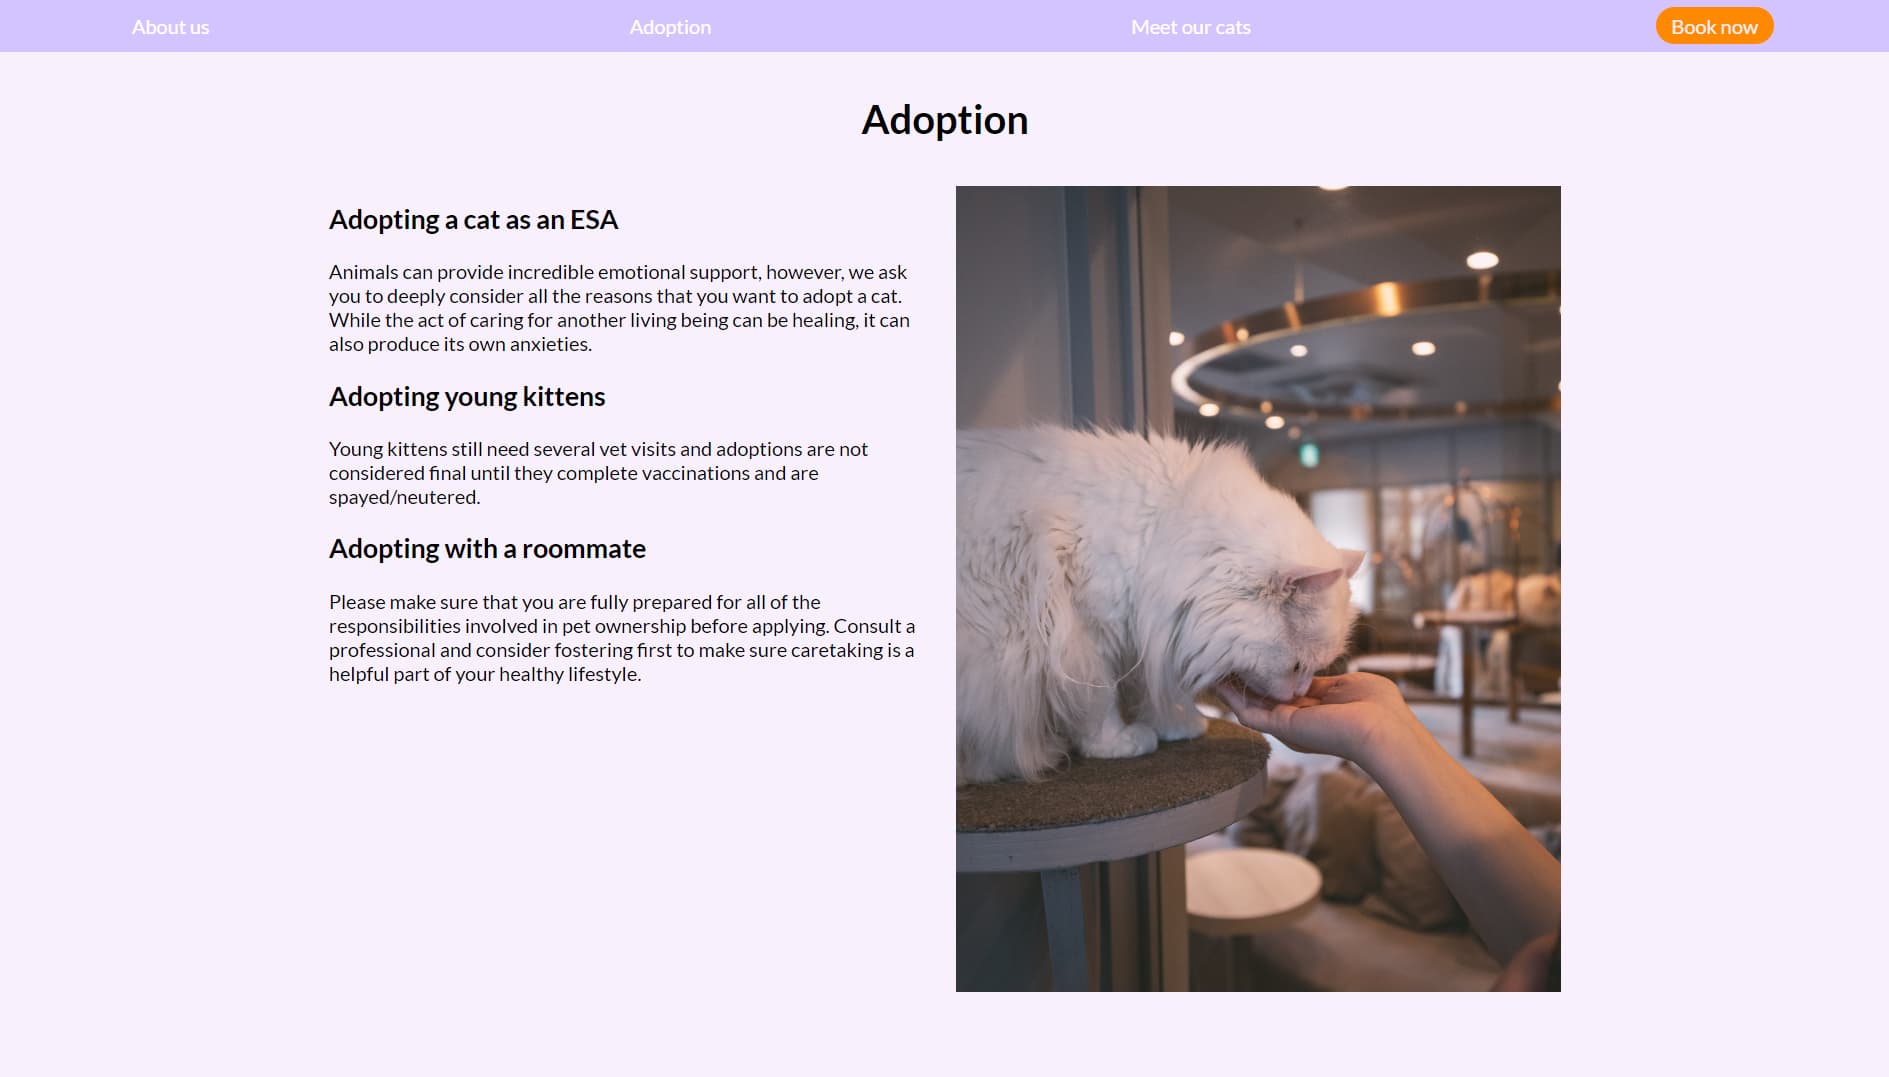 About us
Adoption
Meet our cats
Book now
Adoption
Adopting a cat as an ESA
Animals can provide incredible emotional support, however, we ask
you to deeply consider all the reasons that you want to adopt a cat.
While the act of caring for another living being can be healing, it can
also produce its own anxieties.
Adopting young kittens
Young kittens still need several vet visits and adoptions are not
considered final until they complete vaccinations and are
spayed/neutered.
Adopting with a roommate
Please make sure that you are fully prepared for all of the
responsibilities involved in pet ownership before applying. Consult a
professional and consider fostering first to make sure caretaking is a
helpful part of your healthy lifestyle.